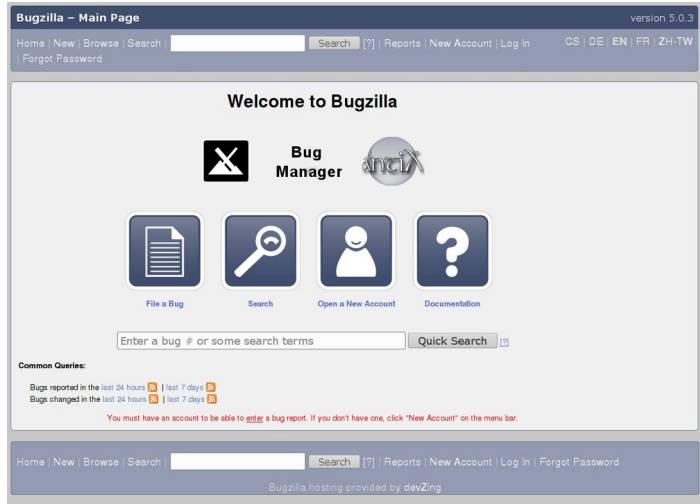 Bugzilla – Main Page version 5.0.3
Home | New | Browse | Search | Search [?] | Reports | New Account | Log In CS | DE | EN | FR | ZH-TW
| Forgot Password
Welcome to Bugzilla
Bug
Manager
antiX
File a Bug Search Open a New Account Documentation
Enter a bug # or some search terms Quick Search [?]
Common Queries:
Bugs reported in the last 24 hours | last 7 days
Bugs changed in the last 24 hours | last 7 days
You must have an account to be able to enter a bug report. If you don't have one, click "New Account" on the menu bar.
Home | New | Browse | Search | Search [?] | Reports | New Account | Log In | Forgot Password
Bugzilla hosting provided by devZing